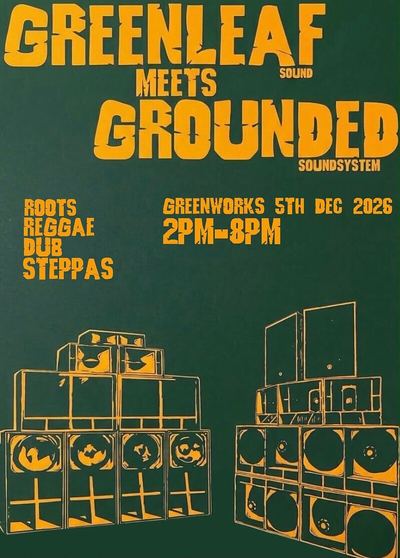 GREENLEAF
SOUND
MEETS
GROUNDED
SOUNDSYSTEM
ROOTS
REGGAE
DUB
STEPPAS
GREENWORKS 5TH DEC 2026
2PM-8PM